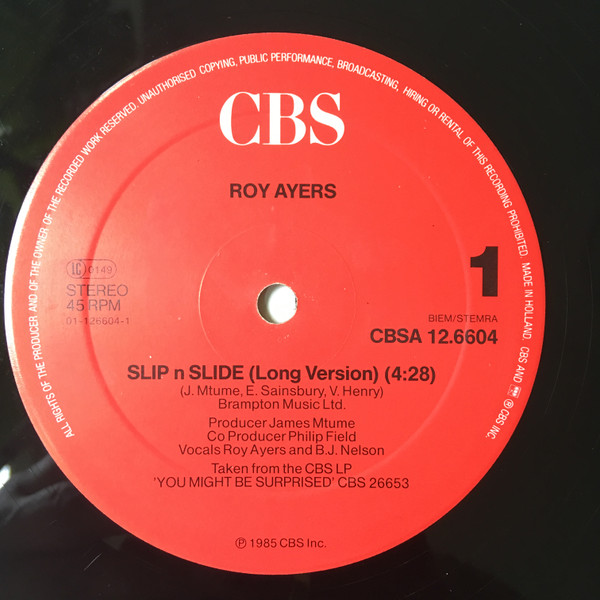 ALL RIGHTS OF THE PRODUCER AND OF THE OWNER OF THE RECORDED WORK RESERVED. UNAUTHORISED COPYING, PUBLIC PERFORMANCE, BROADCASTING, HIRING OR RENTAL OF THIS RECORDING PROHIBITED. MADE IN HOLLAND. CBS AND ® CBS INC.
CBS
ROY AYERS
1
LC 0149
STEREO
45 RPM
01-126604-1
BIEM/STEMRA
CBSA 12.6604
SLIP n SLIDE (Long Version) (4:28)
(J. Mtume, E. Sainsbury, V. Henry)
Brampton Music Ltd.
Producer James Mtume
Co Producer Philip Field
Vocals Roy Ayers and B.J. Nelson
Taken from the CBS LP
'YOU MIGHT BE SURPRISED' CBS 26653
℗ 1985 CBS Inc.